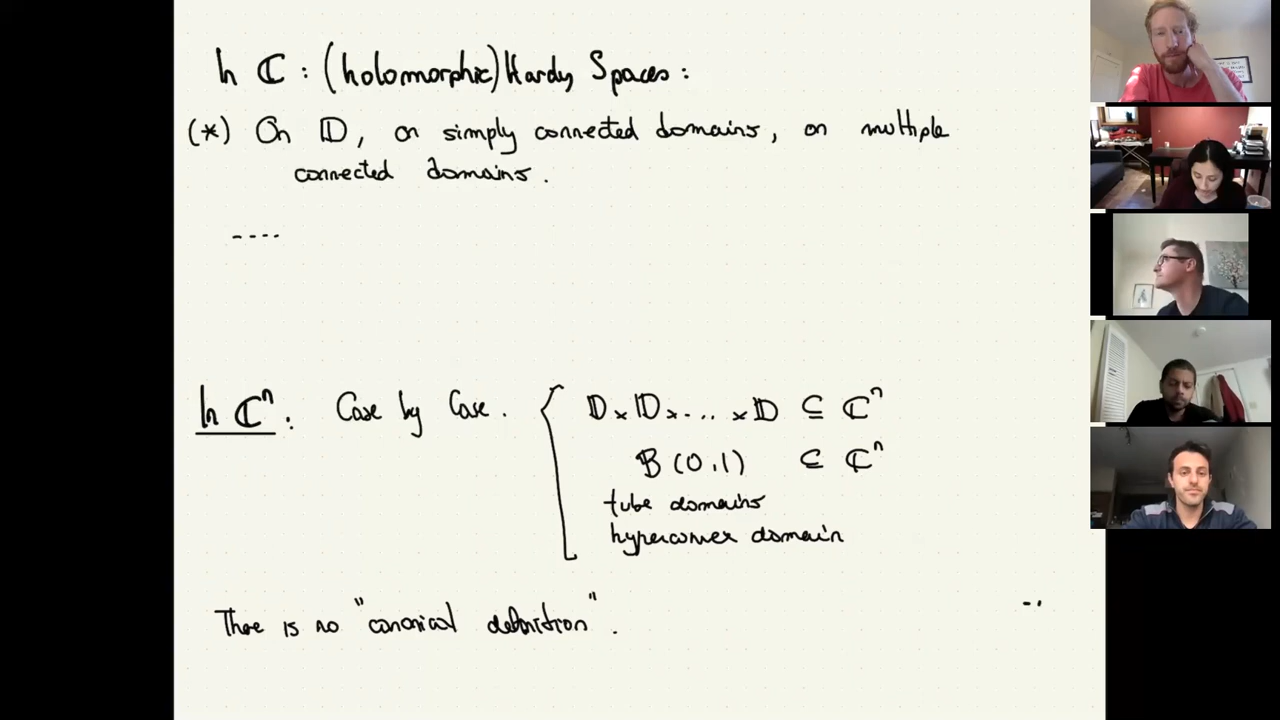 In ℂ : (holomorphic) Hardy Spaces :
(*) On 𝔻, on simply connected domains, on multiple
connected domains.
----
In ℂⁿ : Case by Case. { 𝔻 × 𝔻 × ... × 𝔻 ⊆ ℂⁿ
𝔹 (0,1) ⊆ ℂⁿ
tube domains
domain
There is no "canonical definition".